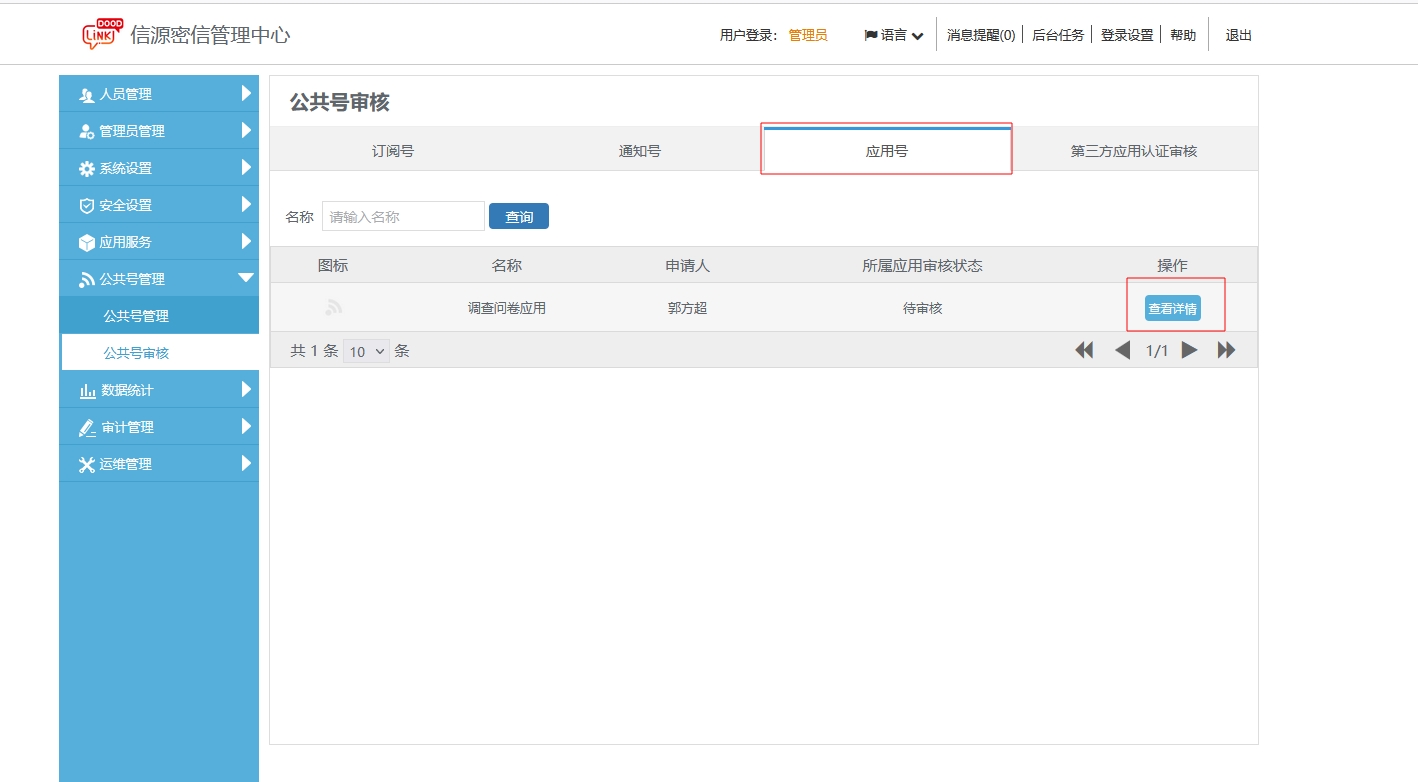 DOOD
LiNK
信源密信管理中心
用户登录： 管理员 语言 消息提醒(0) 后台任务 登录设置 帮助 退出
人员管理
管理员管理
系统设置
安全设置
应用服务
公共号管理
公共号管理
公共号审核
数据统计
审计管理
运维管理
公共号审核
订阅号 通知号 应用号 第三方应用认证审核
名称 请输入名称 查询
图标 名称 申请人 所属应用审核状态 操作
调查问卷应用 郭方超 待审核 查看详情
共 1 条 10 条 1/1